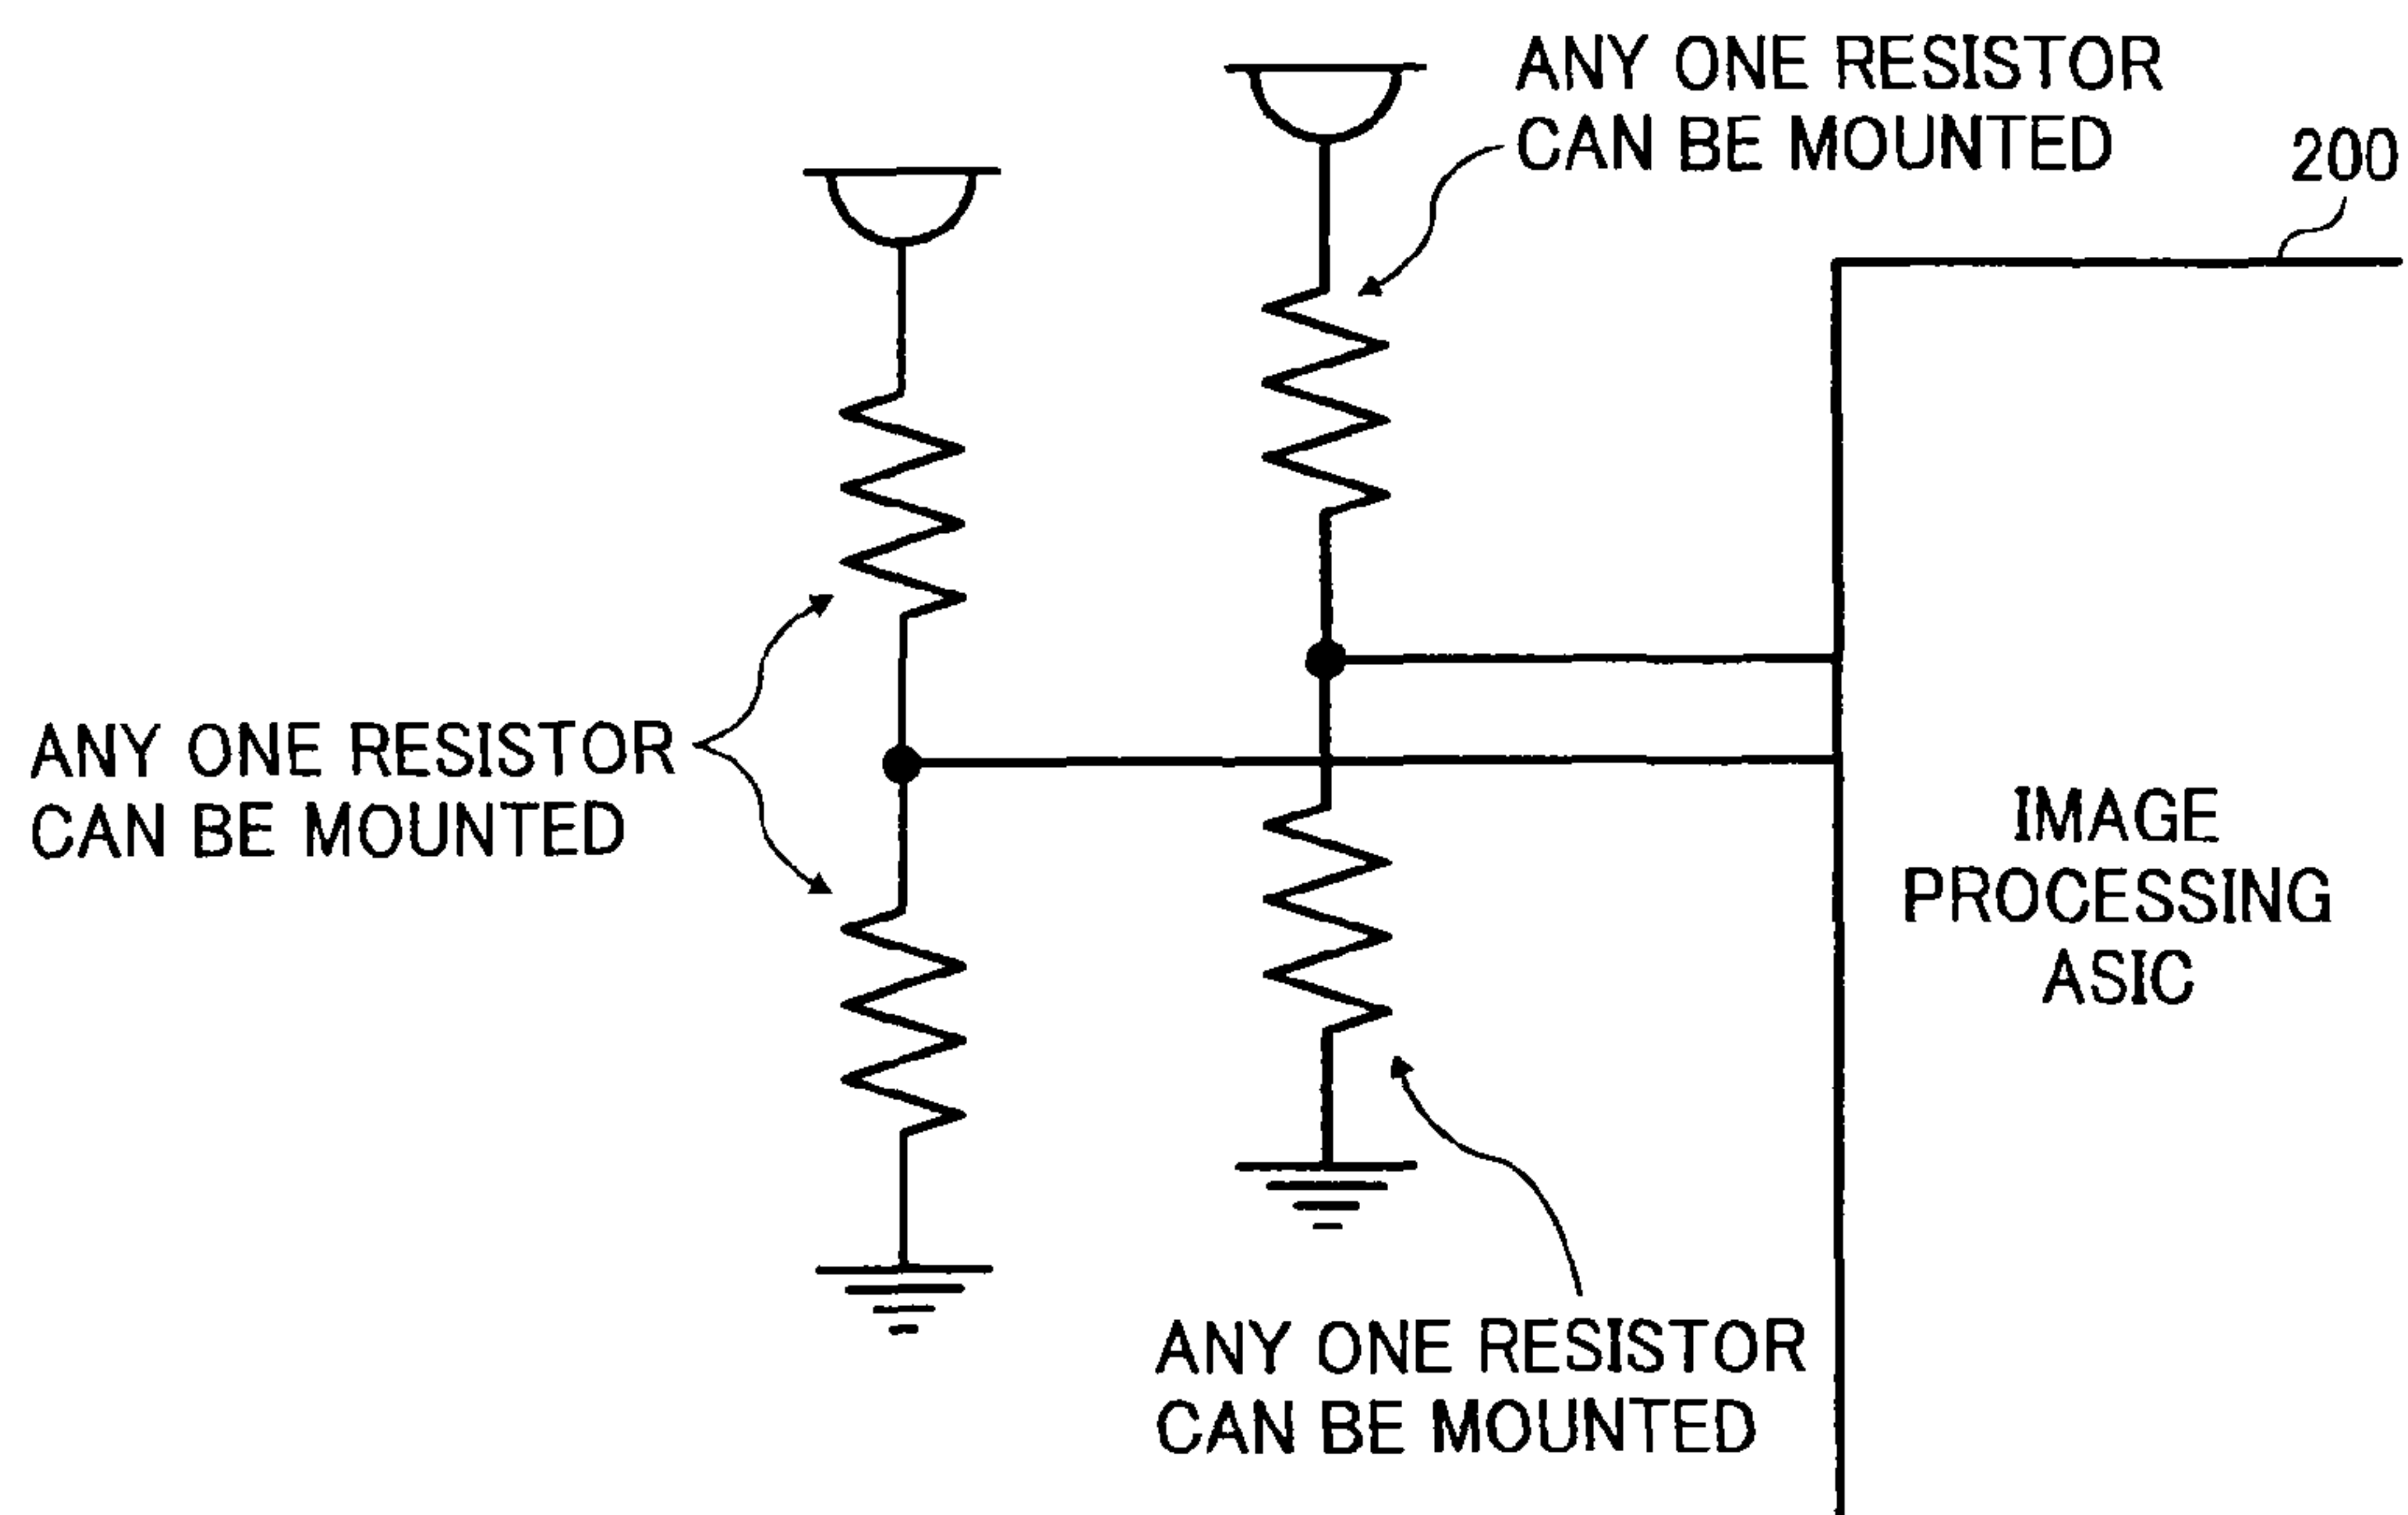 ANY ONE RESISTOR
CAN BE MOUNTED
200
ANY ONE RESISTOR
CAN BE MOUNTED
IMAGE
PROCESSING
ASIC
ANY ONE RESISTOR
CAN BE MOUNTED